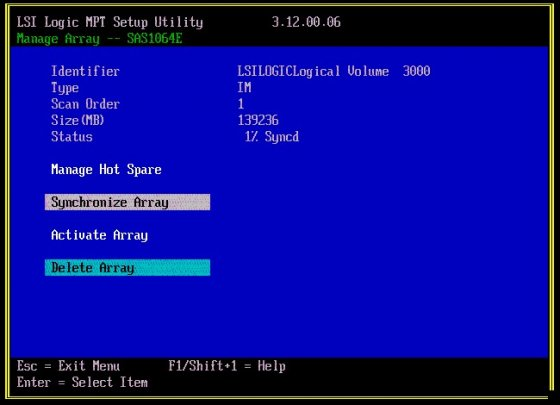 LSI Logic MPT Setup Utility 3.12.00.06
Manage Array -- SAS1064E
Identifier LSILOGICLogical Volume 3000
Type IM
Scan Order 1
Size(MB) 139236
Status 1% Syncd
Manage Hot Spare
Synchronize Array
Activate Array
Delete Array
Esc = Exit Menu F1/Shift+1 = Help
Enter = Select Item